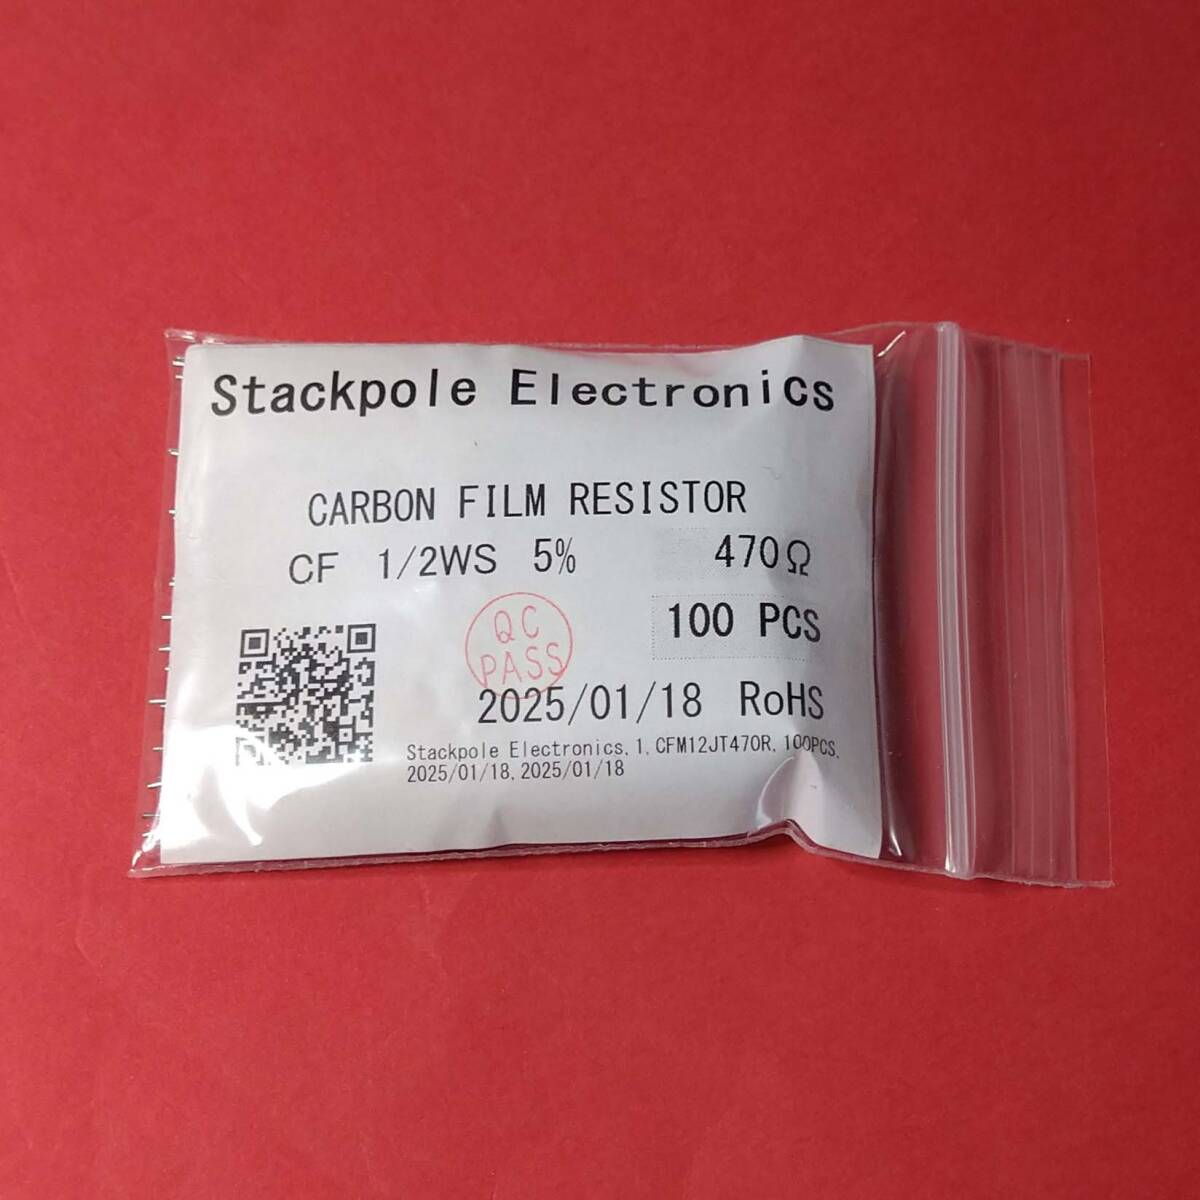 Stackpole Electronics
CARBON FILM RESISTOR
CF 1/2WS 5% 470Ω
QC
PASS
100 PCS
2025/01/18 RoHS
Stackpole Electronics,1,CFM12JT470R,100PCS,
2025/01/18,2025/01/18